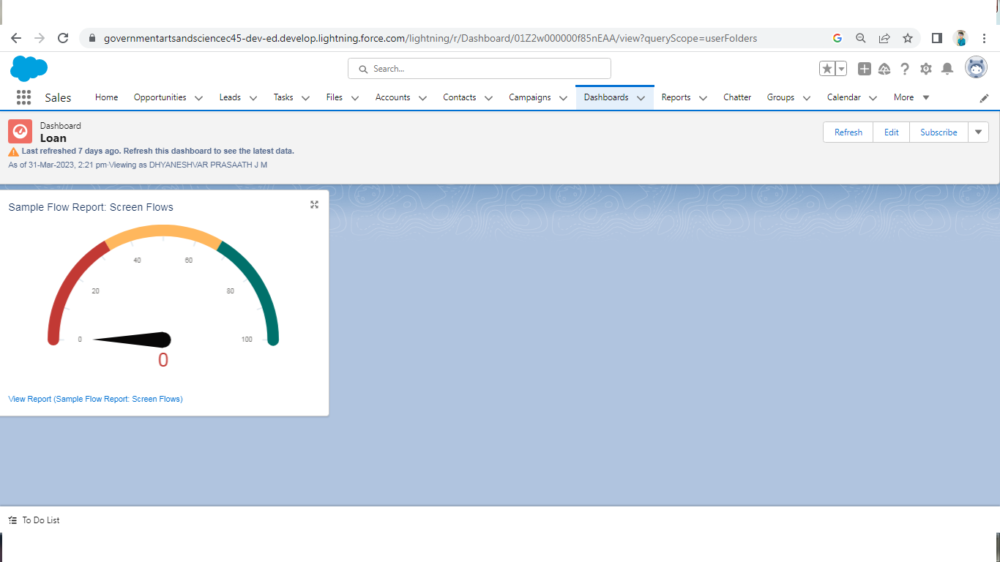 governmentartsandsciencec45-dev-ed.develop.lightning.force.com/lightning/r/Dashboard/01Z2w000000f85nEAA/view?queryScope=userFolders
Search...
Sales Home Opportunities Leads Tasks Files Accounts Contacts Campaigns Dashboards Reports Chatter Groups Calendar More
Dashboard
Loan
Refresh Edit Subscribe
Last refreshed 7 days ago. Refresh this dashboard to see the latest data.
As of 31-Mar-2023, 2:21 pm·Viewing as DHYANESHVAR PRASAATH J M
Sample Flow Report: Screen Flows
40 60
20 80
0 100
0
View Report (Sample Flow Report: Screen Flows)
To Do List